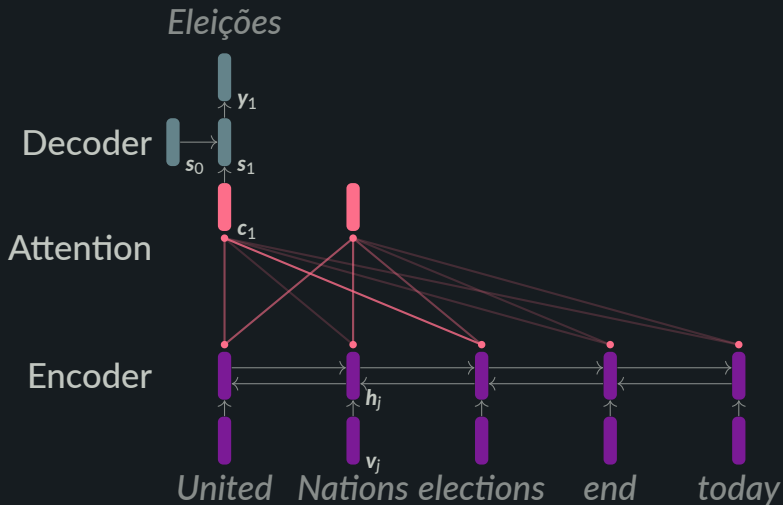 Eleições
y1
Decoder
s0
s1
c1
Attention
Encoder
hj
vj
United Nations elections end today